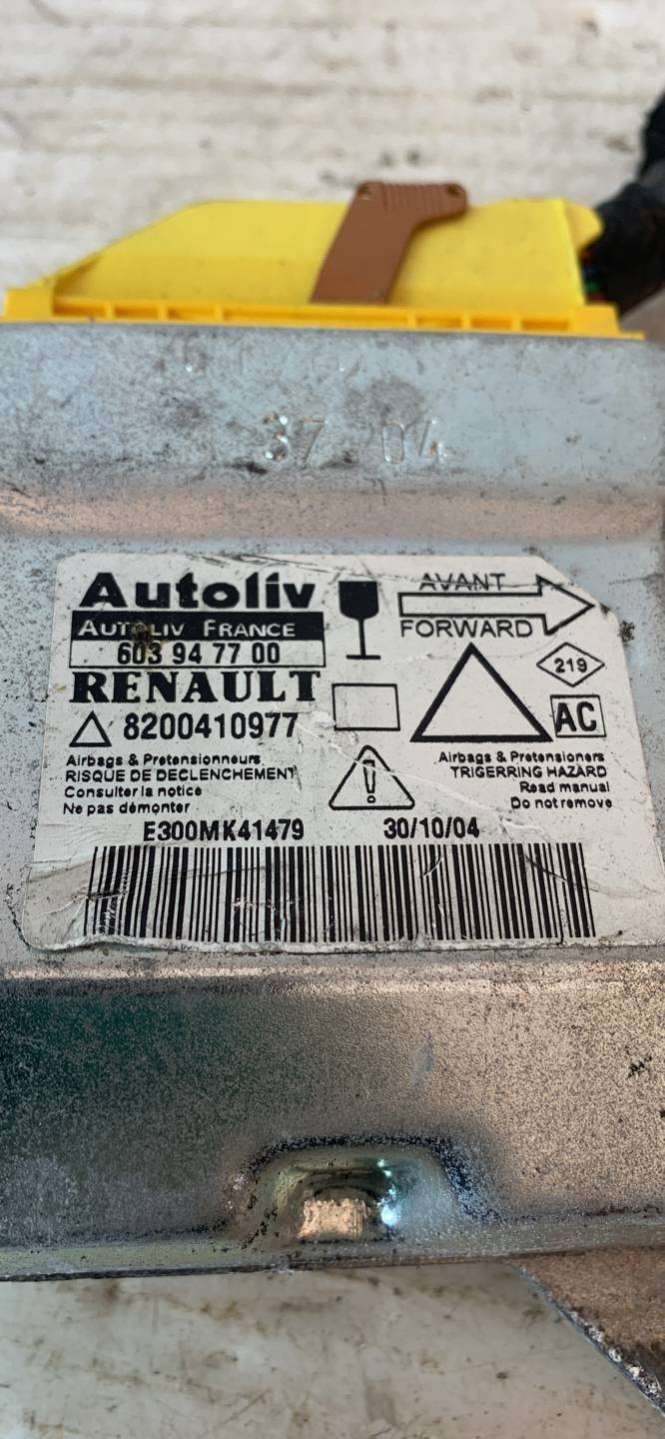 37 04
Autoliv
AVANT
AUTOLIV FRANCE
FORWARD
603 94 77 00
219
RENAULT
8200410977
AC
Airbags & Pretensionneurs
RISQUE DE DECLENCHEMENT
Consulter la notice
Ne pas démonter
Airbags & Pretensioners
TRIGERRING HAZARD
Read manual
Do not remove
E300MK41479 30/10/04